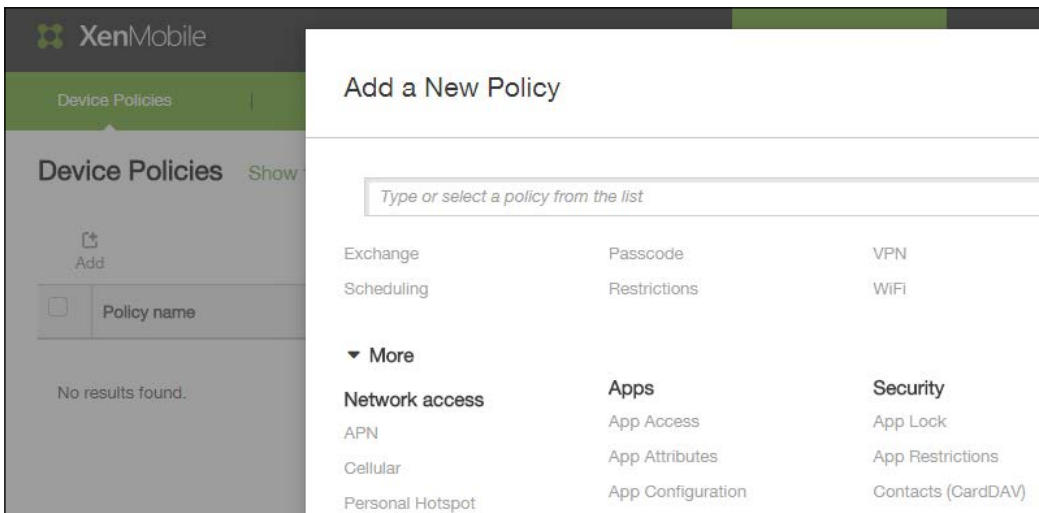 XenMobile
Device Policies |
Device Policies Show
Add
Policy name
No results found.
Add a New Policy
Type or select a policy from the list
Exchange Passcode VPN
Scheduling Restrictions WiFi
More
Network access Apps Security
APN App Access App Lock
Cellular App Attributes App Restrictions
Personal Hotspot App Configuration Contacts (CardDAV)